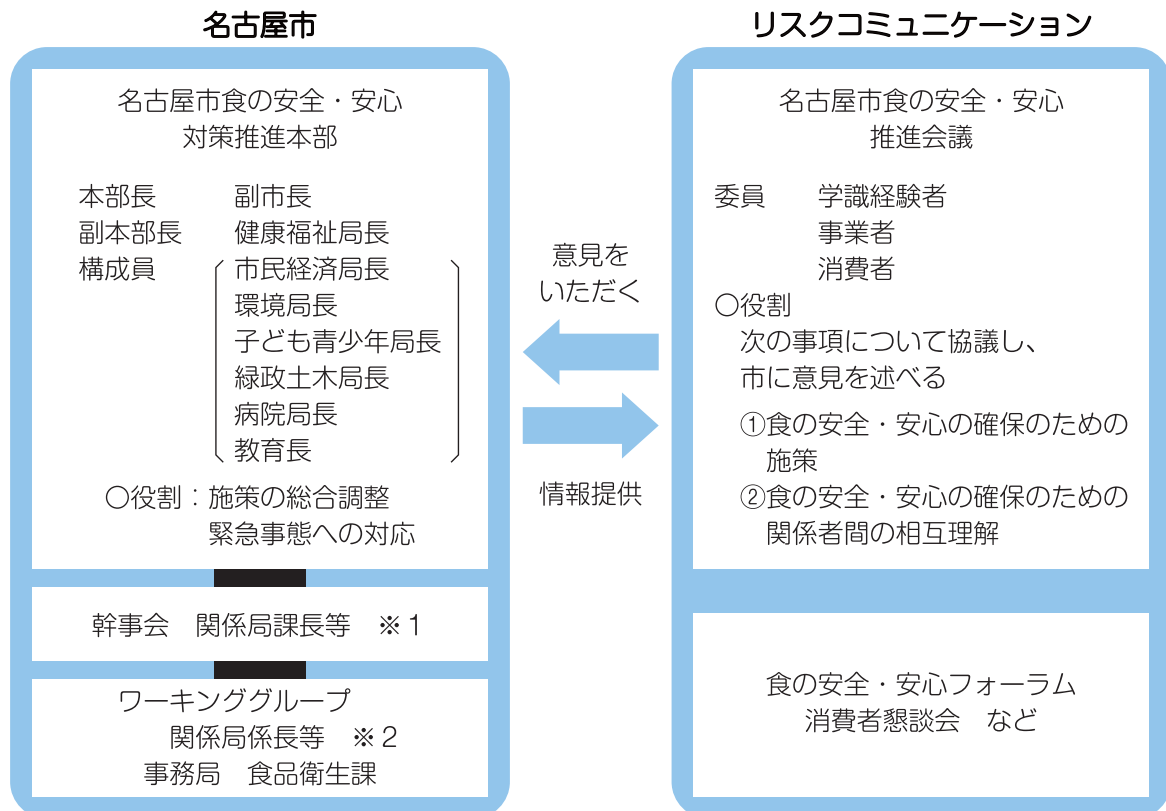 名古屋市
名古屋市食の安全・安心
対策推進本部
本部長 副市長
副本部長 健康福祉局長
構成員 市民経済局長
環境局長
子ども青少年局長
緑政土木局長
病院局長
教育長
〇役割：施策の総合調整
緊急事態への対応
幹事会 関係局課長等 ※1
ワーキンググループ
関係局係長等 ※2
事務局 食品衛生課
意見を
いただく
情報提供
リスクコミュニケーション
名古屋市食の安全・安心
推進会議
委員 学識経験者
事業者
消費者
〇役割
次の事項について協議し、
市に意見を述べる
①食の安全・安心の確保のための
施策
②食の安全・安心の確保のための
関係者間の相互理解
食の安全・安心フォーラム
消費者懇談会 など